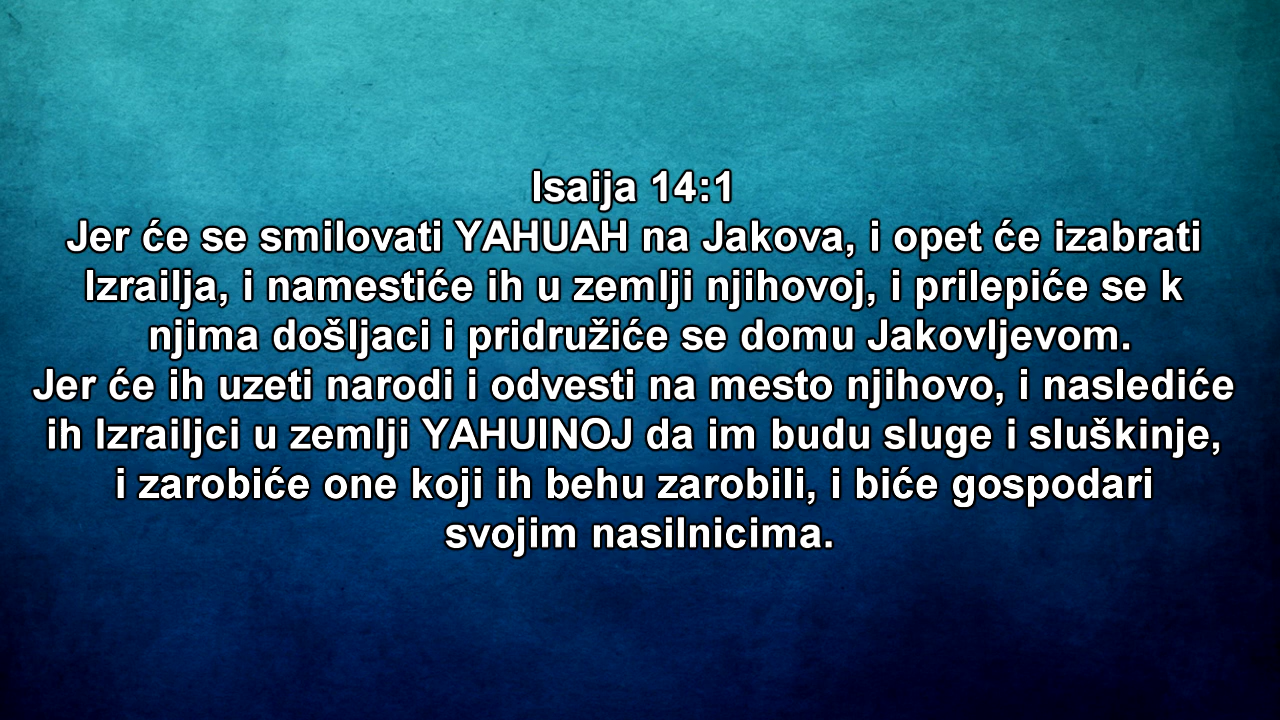 Isaija 14:1
Jer će se smilovati YAHUAH na Jakova, i opet će izabrati
Izrailja, i namestiće ih u zemlji njihovoj, i prilepiće se k
njima došljaci i pridružiće se domu Jakovljevom.
Jer će ih uzeti narodi i odvesti na mesto njihovo, i naslediće
ih Izrailjci u zemlji YAHUINOJ da im budu sluge i sluškinje,
i zarobiće one koji ih behu zarobili, i biće gospodari
svojim nasilnicima.